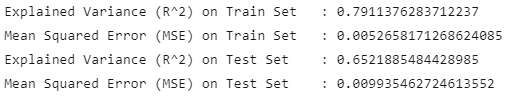 Explained Variance (R^2) on Train Set   : 0.7911376283712237
Mean Squared Error (MSE) on Train Set   : 0.0052658171268624085
Explained Variance (R^2) on Test Set    : 0.6521885484428985
Mean Squared Error (MSE) on Test Set    : 0.009935462724613552